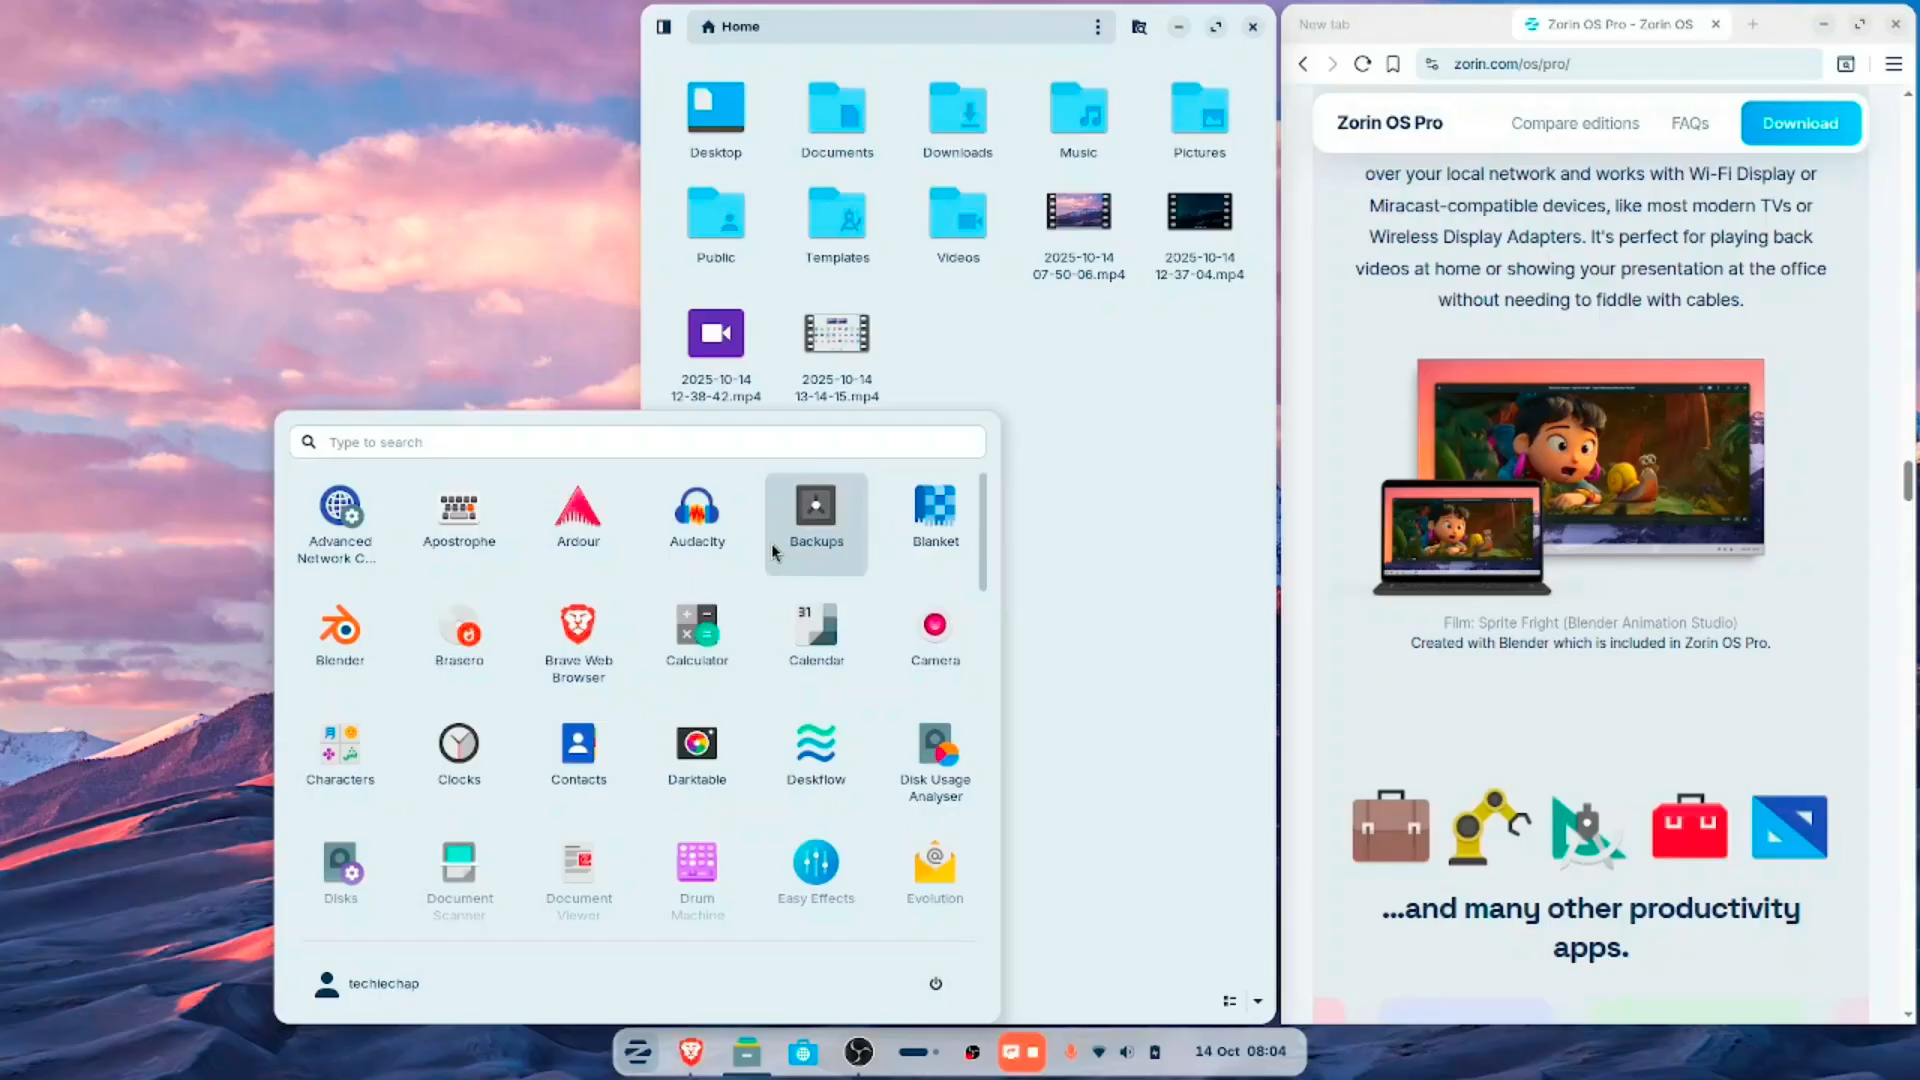 Home
Desktop
Documents
Downloads
Music
Pictures
Public
Templates
Videos
2025-10-14
07-50-06.mp4
2025-10-14
12-37-04.mp4
2025-10-14
12-38-42.mp4
2025-10-14
13-14-15.mp4
Type to search
Advanced
Network C...
Apostrophe
Ardour
Audacity
Backups
Blanket
Blender
Brasero
Brave Web
Browser
Calculator
31
Calendar
Camera
Characters
Clocks
Contacts
Darktable
Deskflow
Disk Usage
Analyser
Disks
Document
Scanner
Document
Viewer
Drum
Machine
Easy Effects
Evolution
techiechap
New tab
Zorin OS Pro - Zorin OS
zorin.com/os/pro/
Zorin OS Pro
Compare editions
FAQs
Download
over your local network and works with Wi-Fi Display or
Miracast-compatible devices, like most modern TVs or
Wireless Display Adapters. It's perfect for playing back
videos at home or showing your presentation at the office
without needing to fiddle with cables.
Film: Sprite Fright (Blender Animation Studio)
Created with Blender which is included in Zorin OS Pro.
...and many other productivity
apps.
14 Oct 08:04